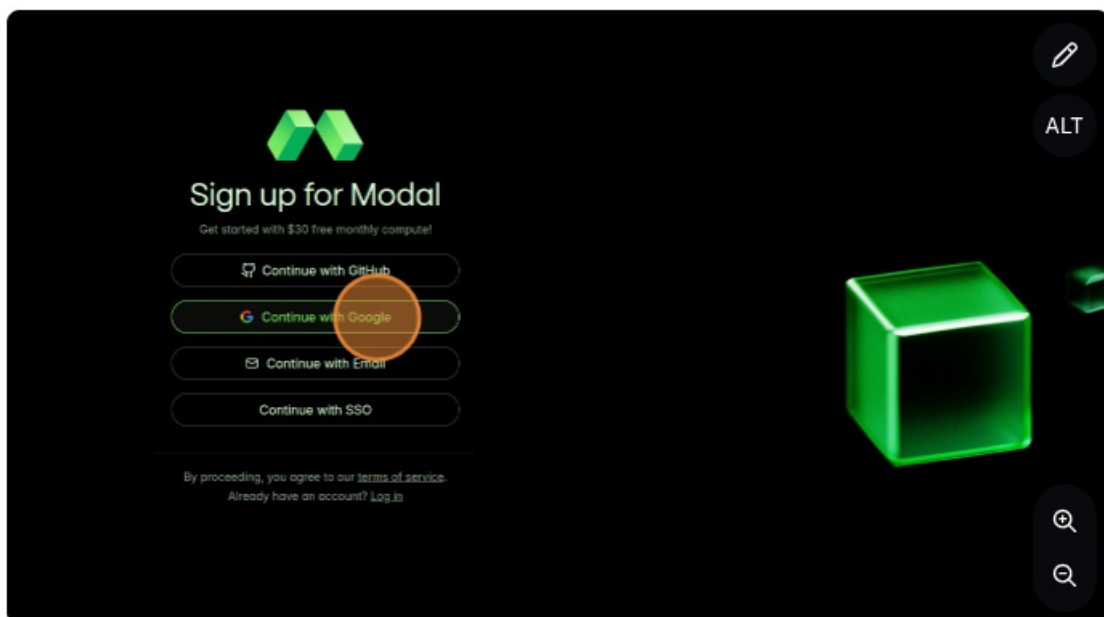 ALT
Sign up for Modal
Get started with $30 free monthly compute!
Continue with GitHub
Continue with Google
Continue with Email
Continue with SSO
By proceeding, you agree to our terms of service.
Already have an account? Log in